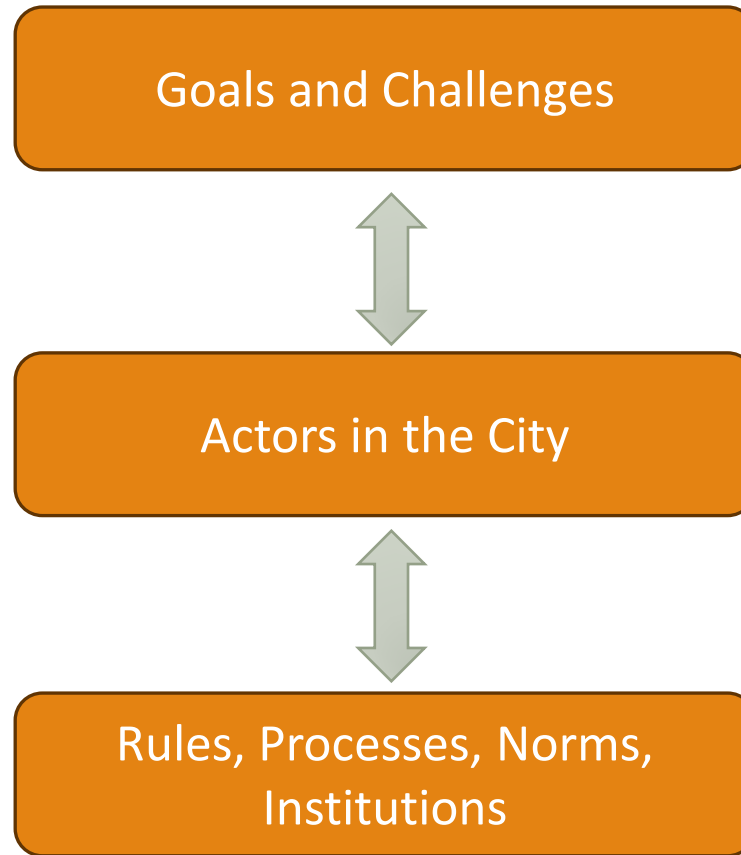 Goals and Challenges
Actors in the City
Rules, Processes, Norms,
Institutions